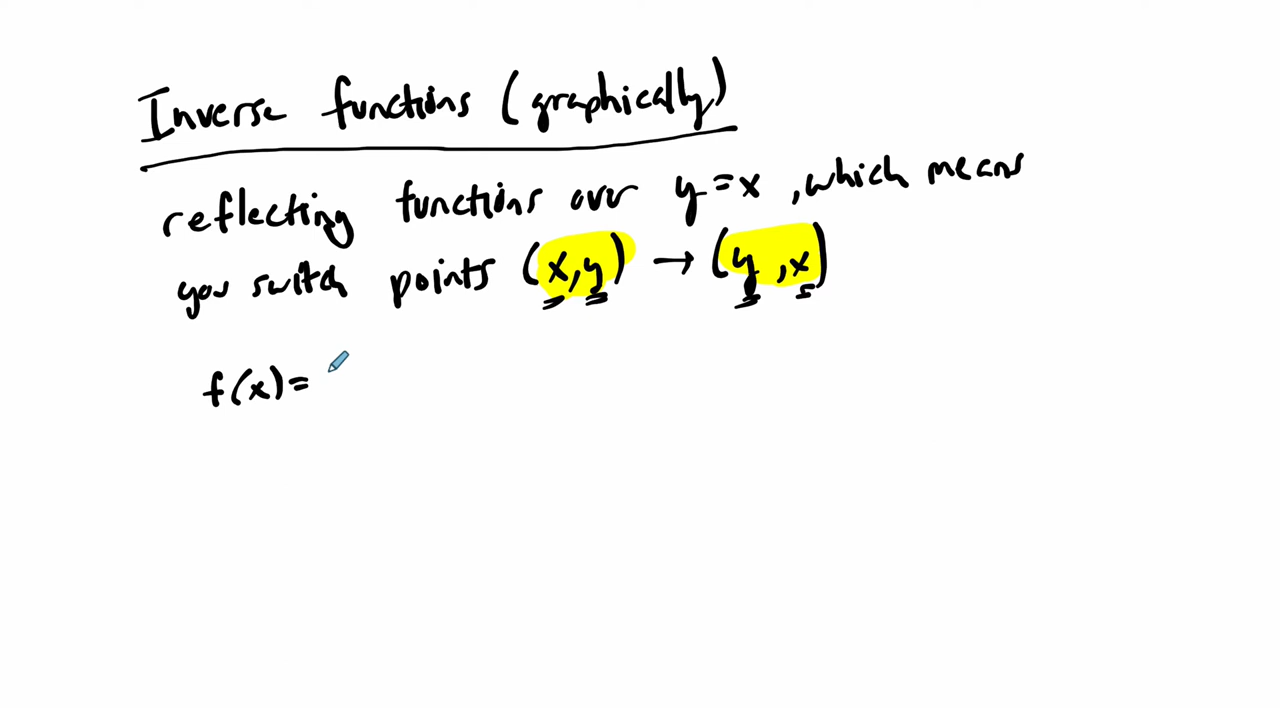 Inverse functions (graphically)
reflecting functions over y=x, which means
you switch points (x,y) → (y,x)
f(x)=